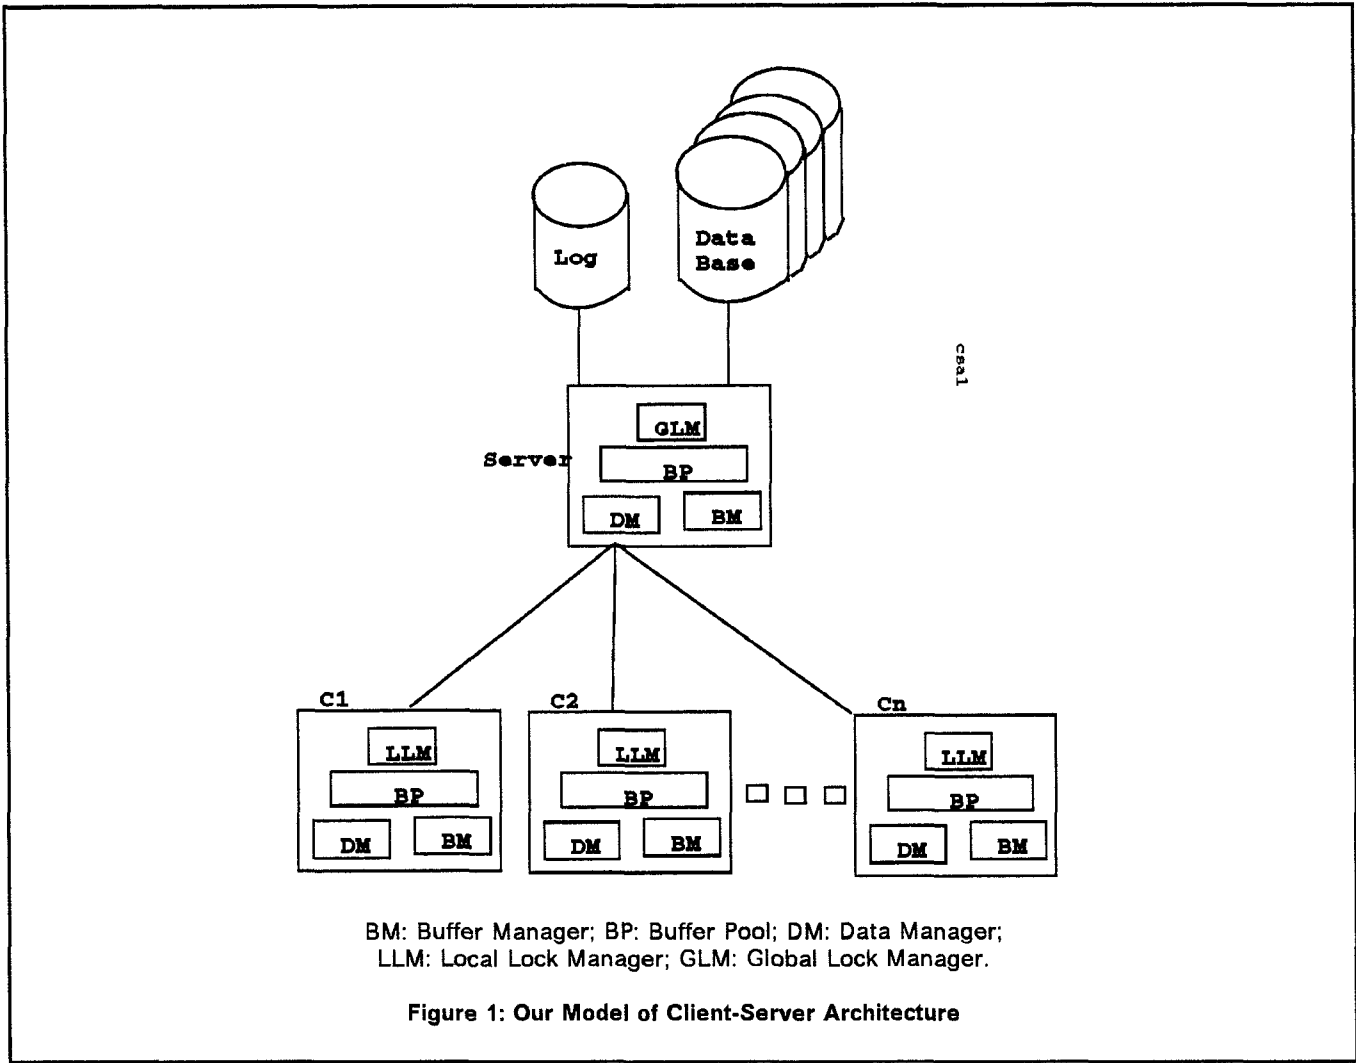 Log
Data
Base
csa1
Server
GLM
BP
DM
BM
C1
LLM
BP
DM
BM
C2
LLM
BP
DM
BM
Cn
LLM
BP
DM
BM
BM: Buffer Manager; BP: Buffer Pool; DM: Data Manager;
LLM: Local Lock Manager; GLM: Global Lock Manager.
Figure 1: Our Model of Client-Server Architecture